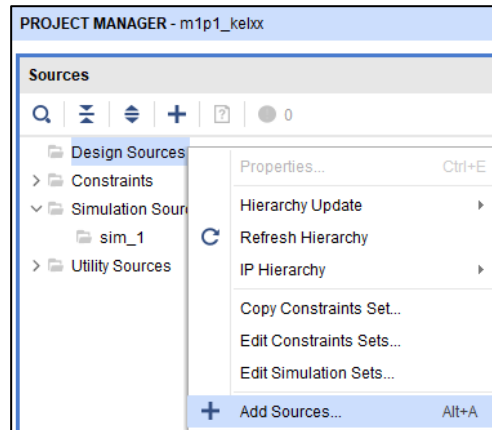 PROJECT MANAGER - m1p1_kelxx
Sources
0
Design Sources
Properties... Ctrl+E
Constraints
Hierarchy Update
Simulation Sour
Refresh Hierarchy
sim_1
IP Hierarchy
Utility Sources
Copy Constraints Set...
Edit Constraints Sets...
Edit Simulation Sets...
Add Sources... Alt+A